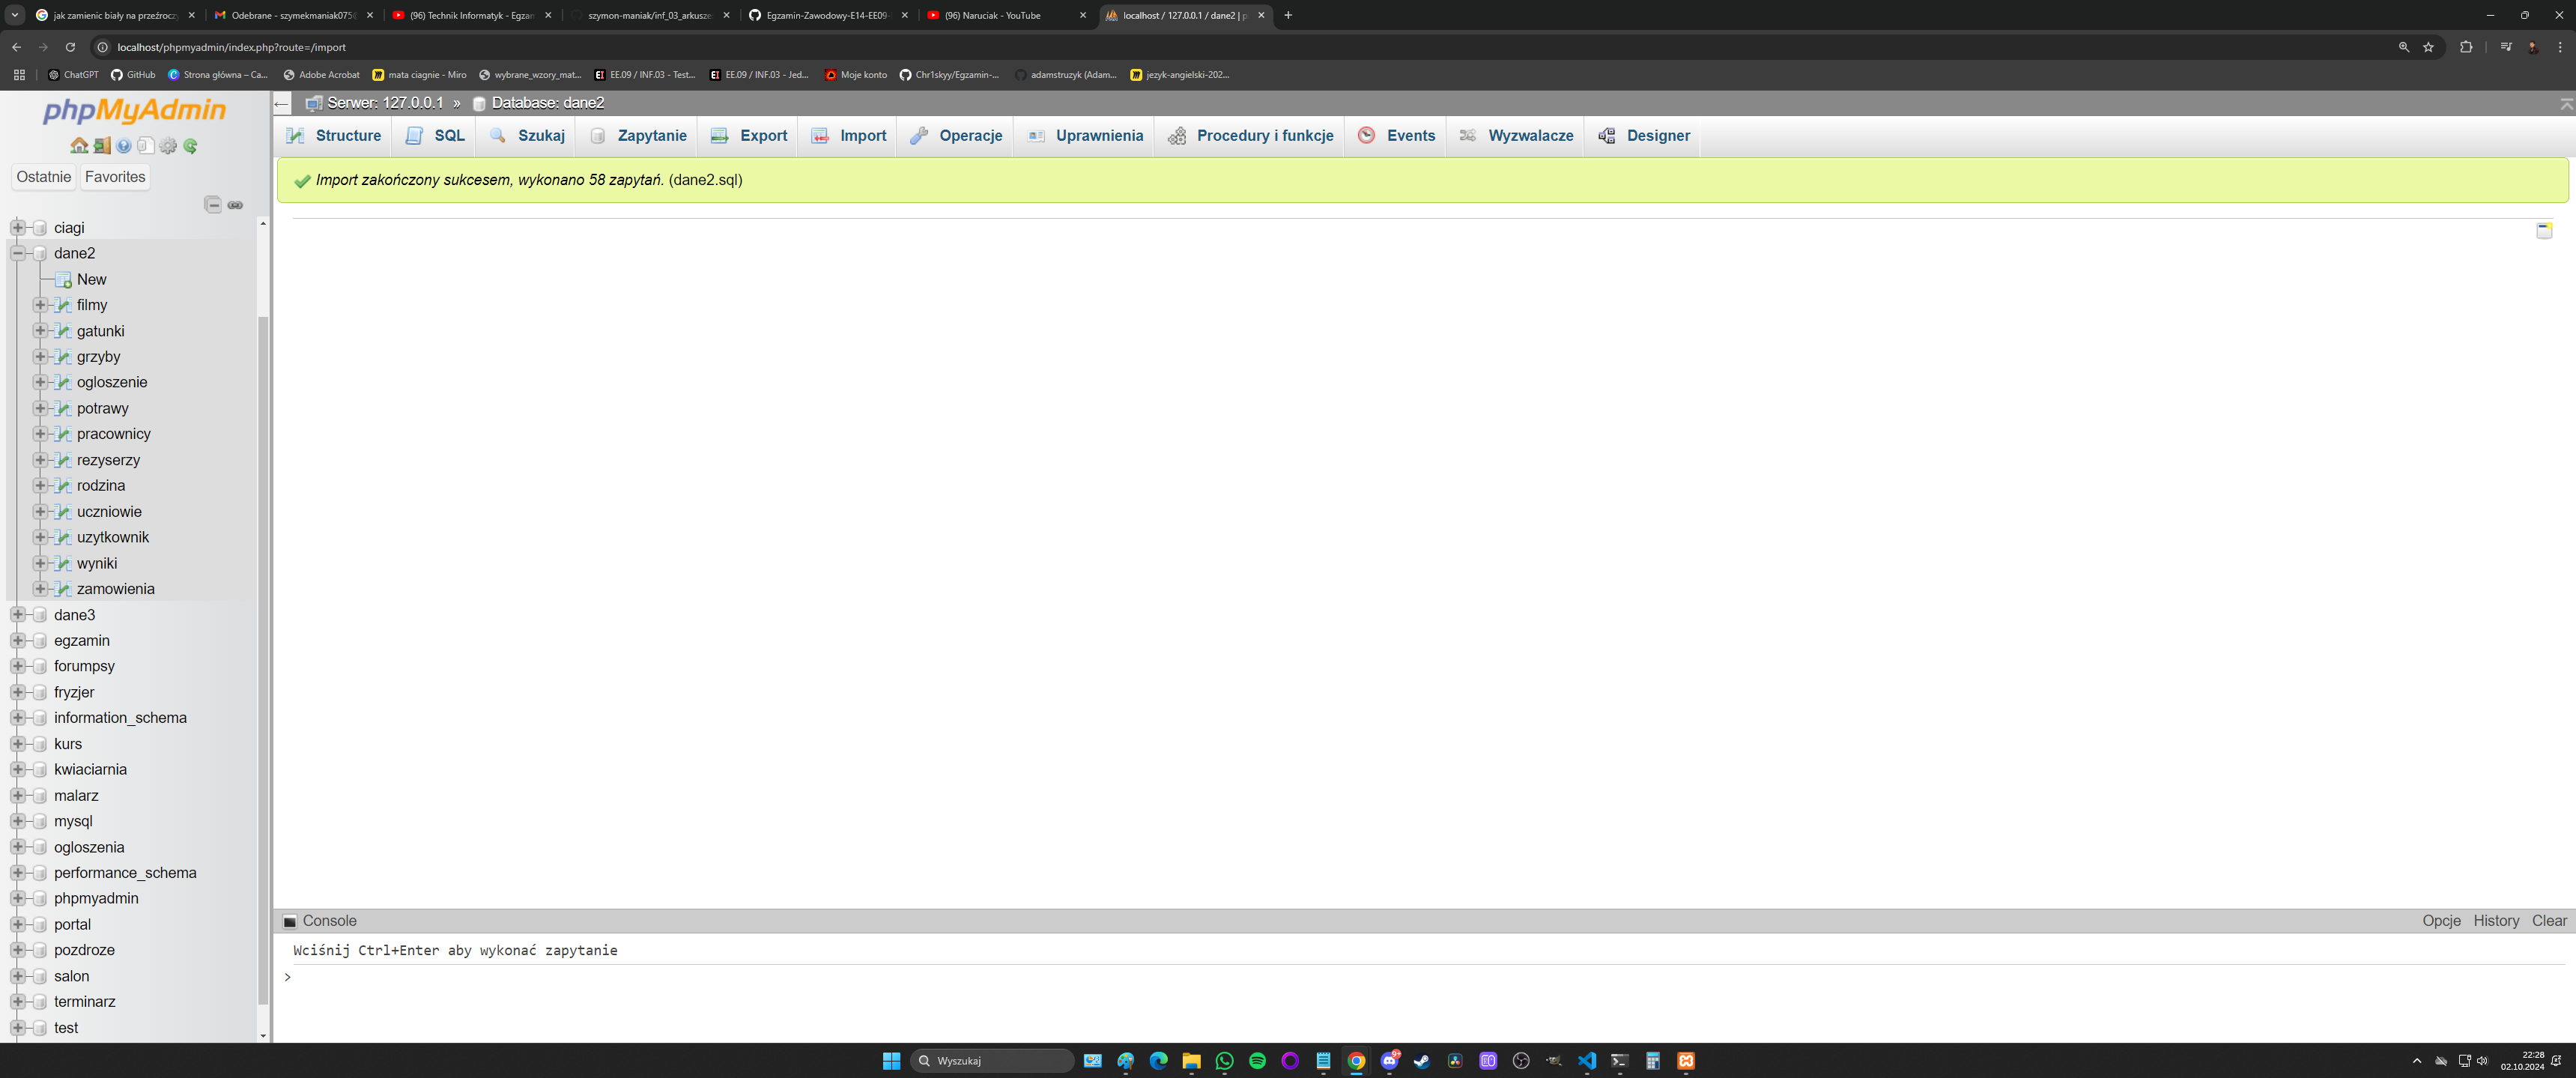 jak zamienic biały na przeźroczy
Odebrane - szymekmaniak075@
(96) Technik Informatyk - Egzan
szymon-maniak/inf_03_arkusze
Egzamin-Zawodowy-E14-EE09-
(96) Naruciak - YouTube
localhost / 127.0.0.1 / dane2 | p
localhost/phpmyadmin/index.php?route=/import
ChatGPT
GitHub
Strona główna – Ca...
Adobe Acrobat
mata ciagnie - Miro
wybrane_wzory_mat...
EE.09 / INF.03 - Test...
EE.09 / INF.03 - Jed...
Moje konto
Chr1skyy/Egzamin-...
adamstruzyk (Adam...
jezyk-angielski-202...
phpMyAdmin
Ostatnie
Favorites
ciagi
dane2
New
filmy
gatunki
grzyby
ogloszenie
potrawy
pracownicy
rezyserzy
rodzina
uczniowie
uzytkownik
wyniki
zamowienia
dane3
egzamin
forumpsy
fryzjer
information_schema
kurs
kwiaciarnia
malarz
mysql
ogloszenia
performance_schema
phpmyadmin
portal
pozdroze
salon
terminarz
test
Serwer: 127.0.0.1 » Database: dane2
Structure
SQL
Szukaj
Zapytanie
Export
Import
Operacje
Uprawnienia
Procedury i funkcje
Events
Wyzwalacze
Designer
Import zakończony sukcesem, wykonano 58 zapytań. (dane2.sql)
Console
Opcje
History
Clear
Wciśnij Ctrl+Enter aby wykonać zapytanie
>
Wyszukaj
9+
22:28
02.10.2024